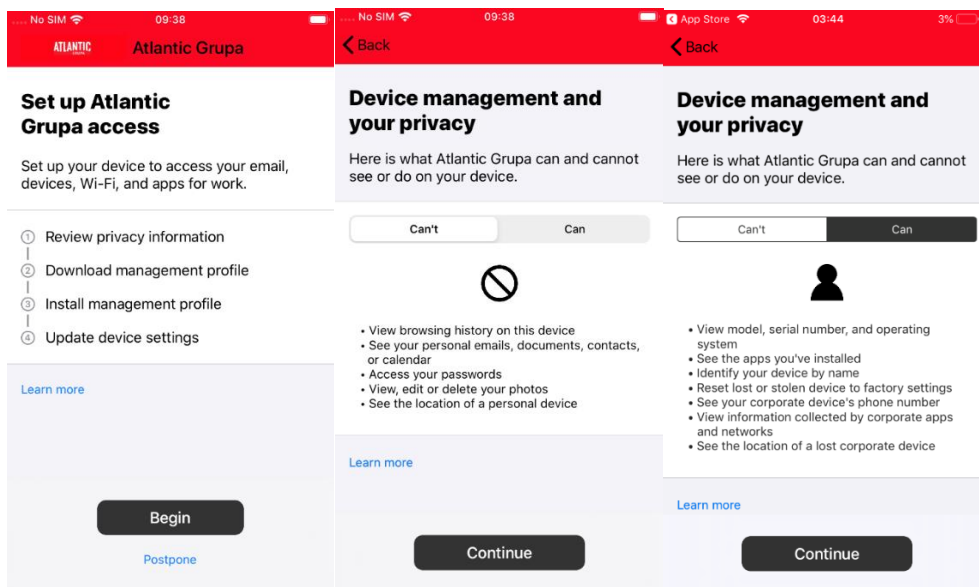 No SIM 09:38
ATLANTIC
GRUPA
Atlantic Grupa
Set up Atlantic
Grupa access
Set up your device to access your email,
devices, Wi-Fi, and apps for work.
1 Review privacy information
2 Download management profile
3 Install management profile
4 Update device settings
Learn more
Begin
Postpone
No SIM 09:38
Back
Device management and
your privacy
Here is what Atlantic Grupa can and cannot
see or do on your device.
Can't Can
• View browsing history on this device
• See your personal emails, documents, contacts,
or calendar
• Access your passwords
• View, edit or delete your photos
• See the location of a personal device
Learn more
Continue
App Store 03:44 3%
Back
Device management and
your privacy
Here is what Atlantic Grupa can and cannot
see or do on your device.
Can't Can
• View model, serial number, and operating
system
• See the apps you've installed
• Identify your device by name
• Reset lost or stolen device to factory settings
• See your corporate device's phone number
• View information collected by corporate apps
and networks
• See the location of a lost corporate device
Learn more
Continue